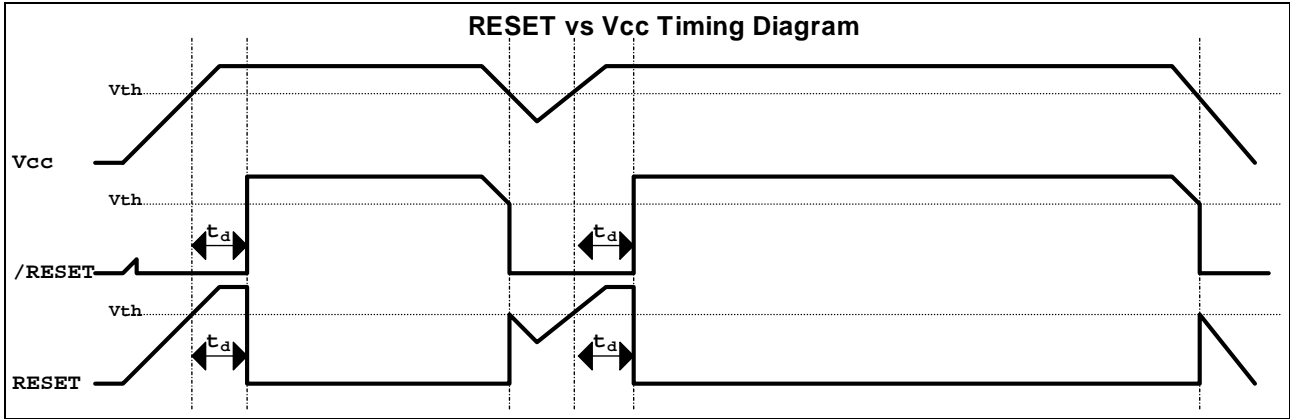 RESET vs Vcc Timing Diagram
Vth
Vcc
Vth
td td
/RESET
Vth
td td
RESET